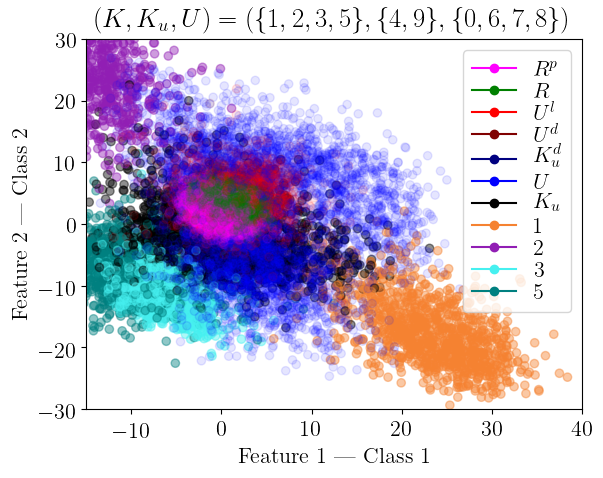 (K, K_u, U) = ({1, 2, 3, 5}, {4, 9}, {0, 6, 7, 8})
30
20
10
0
−10
−20
−30
Feature 2 — Class 2
R^p
R
U^l
U^d
K_u^d
U
K_u
1
2
3
5
−10
0
10
20
30
40
Feature 1 — Class 1